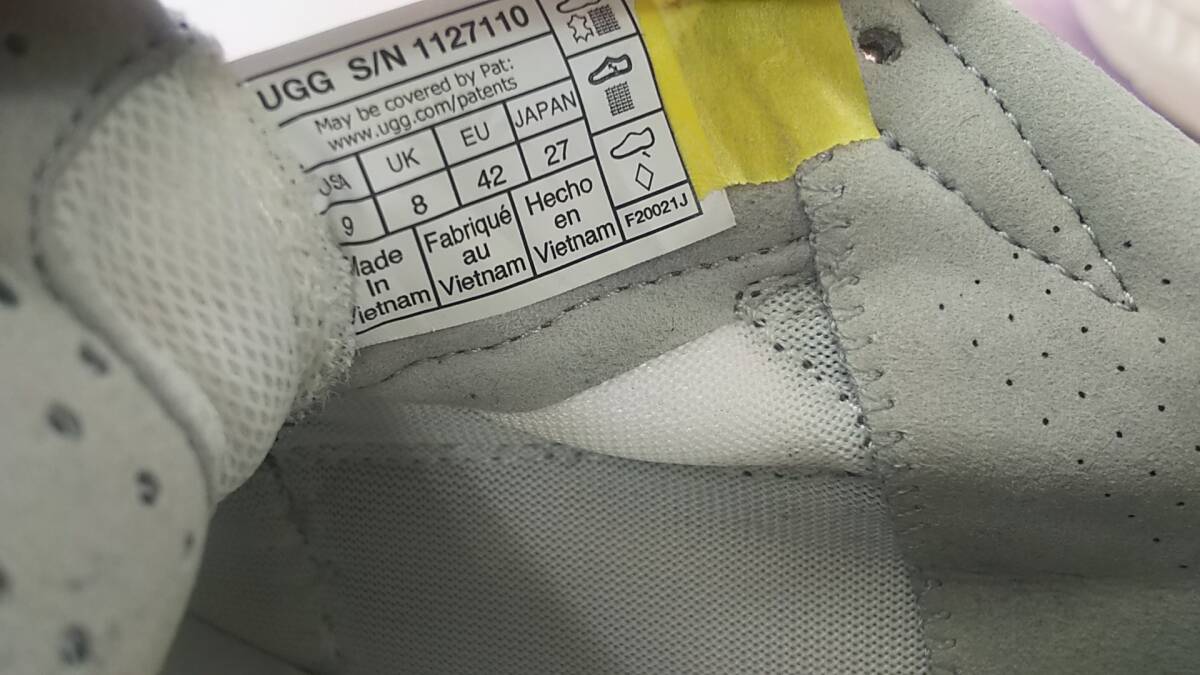 UGG S/N 1127110
May be covered by Pat:
www.ugg.com/patents
USA UK EU JAPAN
9 8 42 27
Made
In
Vietnam
Fabriqué
au
Vietnam
Hecho
en
Vietnam
F20021J